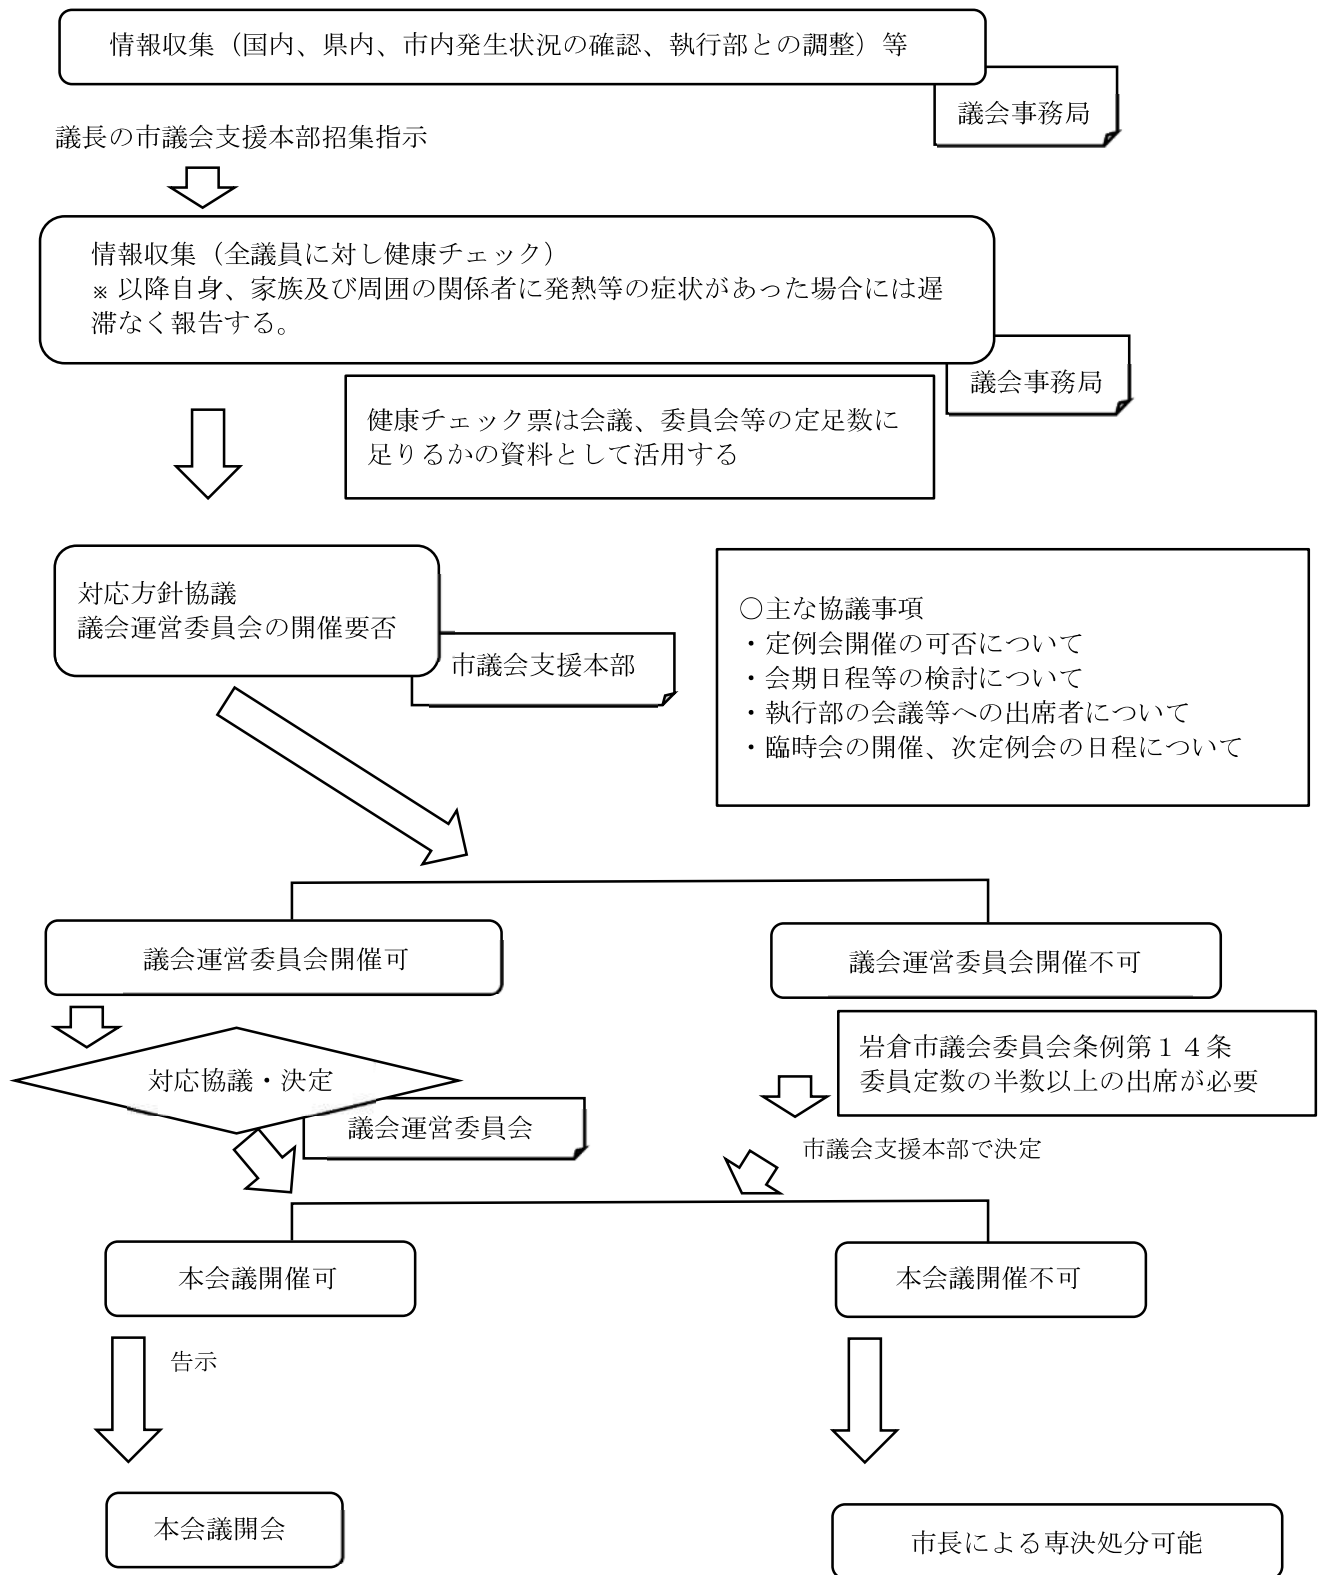 情報収集（国内、県内、市内発生状況の確認、執行部との調整）等
議会事務局
議長の市議会支援本部招集指示
情報収集（全議員に対し健康チェック）
※以降自身、家族及び周囲の関係者に発熱等の症状があった場合には遅
滞なく報告する。
議会事務局
健康チェック票は会議、委員会等の定足数に
足りるかの資料として活用する
対応方針協議
議会運営委員会の開催要否
市議会支援本部
○主な協議事項
・定例会開催の可否について
・会期日程等の検討について
・執行部の会議等への出席者について
・臨時会の開催、次定例会の日程について
議会運営委員会開催可
議会運営委員会開催不可
岩倉市議会委員会条例第１４条
委員定数の半数以上の出席が必要
対応協議・決定
議会運営委員会
市議会支援本部で決定
本会議開催可
本会議開催不可
告示
本会議開会
市長による専決処分可能